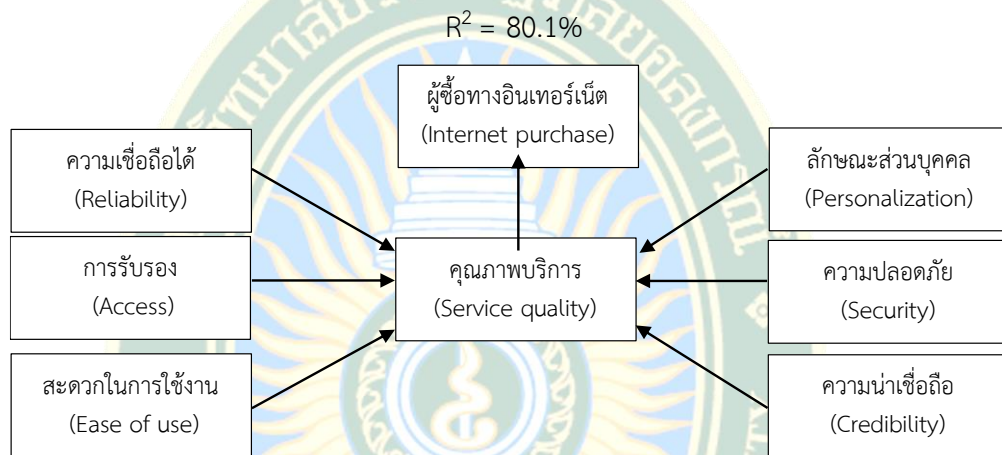 R² = 80.1%
ผู้ซื้อทางอินเทอร์เน็ต
(Internet purchase)
ความเชื่อถือได้
(Reliability)
ลักษณะส่วนบุคคล
(Personalization)
การรับรอง
(Access)
คุณภาพบริการ
(Service quality)
ความปลอดภัย
(Security)
สะดวกในการใช้งาน
(Ease of use)
ความน่าเชื่อถือ
(Credibility)